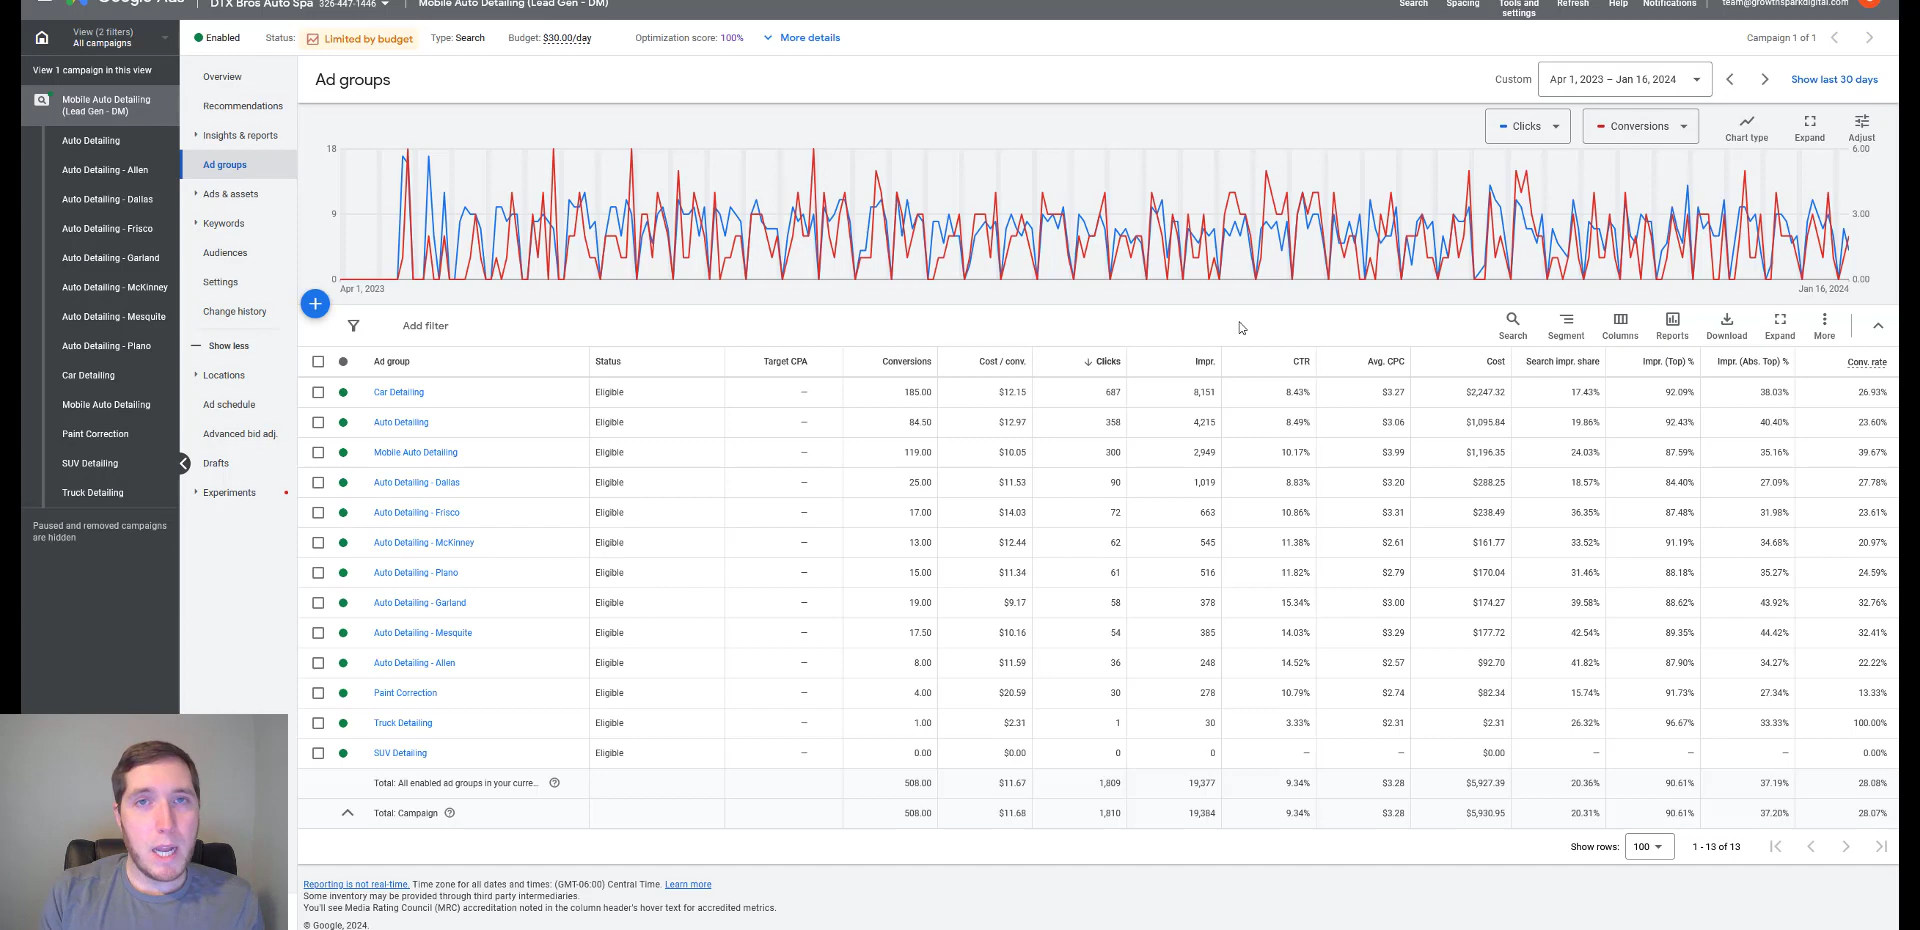 Google Ads
DTX Bros Auto Spa 326-447-1446
Mobile Auto Detailing (Lead Gen - DM)
Search
Spacing
Tools and
settings
Refresh
Help
Notifications
team@growthsparkdigital.com
View (2 filters)
All campaigns
Enabled
Status: Limited by budget
Type: Search
Budget: $30.00/day
Optimization score: 100%
More details
Campaign 1 of 1
View 1 campaign in this view
Mobile Auto Detailing
(Lead Gen - DM)
Auto Detailing
Auto Detailing - Allen
Auto Detailing - Dallas
Auto Detailing - Frisco
Auto Detailing - Garland
Auto Detailing - McKinney
Auto Detailing - Mesquite
Auto Detailing - Plano
Car Detailing
Mobile Auto Detailing
Paint Correction
SUV Detailing
Truck Detailing
Paused and removed campaigns
are hidden
Overview
Recommendations
Insights & reports
Ad groups
Ads & assets
Keywords
Audiences
Settings
Change history
Show less
Locations
Ad schedule
Advanced bid adj.
Drafts
Experiments
Ad groups
Custom
Apr 1, 2023 – Jan 16, 2024
Show last 30 days
Clicks
Conversions
Chart type
Expand
Adjust
18
9
0
6.00
3.00
0.00
Apr 1, 2023
Jan 16, 2024
Add filter
Search
Segment
Columns
Reports
Download
Expand
More
Ad group Status Target CPA Conversions Cost / conv. Clicks Impr. CTR Avg. CPC Cost Search impr. share Impr. (Top) % Impr. (Abs. Top) % Conv. rate
Car Detailing Eligible – 185.00 $12.15 687 8,151 8.43% $3.27 $2,247.32 17.43% 92.09% 38.03% 26.93%
Auto Detailing Eligible – 84.50 $12.97 358 4,215 8.49% $3.06 $1,095.84 19.86% 92.43% 40.40% 23.60%
Mobile Auto Detailing Eligible – 119.00 $10.05 300 2,949 10.17% $3.99 $1,196.35 24.03% 87.59% 35.16% 39.67%
Auto Detailing - Dallas Eligible – 25.00 $11.53 90 1,019 8.83% $3.20 $288.25 18.57% 84.40% 27.09% 27.78%
Auto Detailing - Frisco Eligible – 17.00 $14.03 72 663 10.86% $3.31 $238.49 36.35% 87.48% 31.98% 23.61%
Auto Detailing - McKinney Eligible – 13.00 $12.44 62 545 11.38% $2.61 $161.77 33.52% 91.19% 34.68% 20.97%
Auto Detailing - Plano Eligible – 15.00 $11.34 61 516 11.82% $2.79 $170.04 31.46% 88.18% 35.27% 24.59%
Auto Detailing - Garland Eligible – 19.00 $9.17 58 378 15.34% $3.00 $174.27 39.58% 88.62% 43.92% 32.76%
Auto Detailing - Mesquite Eligible – 17.50 $10.16 54 385 14.03% $3.29 $177.72 42.54% 89.35% 44.42% 32.41%
Auto Detailing - Allen Eligible – 8.00 $11.59 36 248 14.52% $2.57 $92.70 41.82% 87.90% 34.27% 22.22%
Paint Correction Eligible – 4.00 $20.59 30 278 10.79% $2.74 $82.34 15.74% 91.73% 27.34% 13.33%
Truck Detailing Eligible – 1.00 $2.31 1 30 3.33% $2.31 $2.31 26.32% 96.67% 33.33% 100.00%
SUV Detailing Eligible – 0.00 $0.00 0 0 – – $0.00 – – – 0.00%
Total: All enabled ad groups in your curre... 508.00 $11.67 1,809 19,377 9.34% $3.28 $5,927.39 20.36% 90.61% 37.19% 28.08%
Total: Campaign 508.00 $11.68 1,810 19,384 9.34% $3.28 $5,930.95 20.31% 90.61% 37.20% 28.07%
Show rows: 100
1 - 13 of 13
Reporting is not real-time. Time zone for all dates and times: (GMT-06:00) Central Time. Learn more
Some inventory may be provided through third party intermediaries.
You'll see Media Rating Council (MRC) accreditation noted in the column header's hover text for accredited metrics.
© Google, 2024.